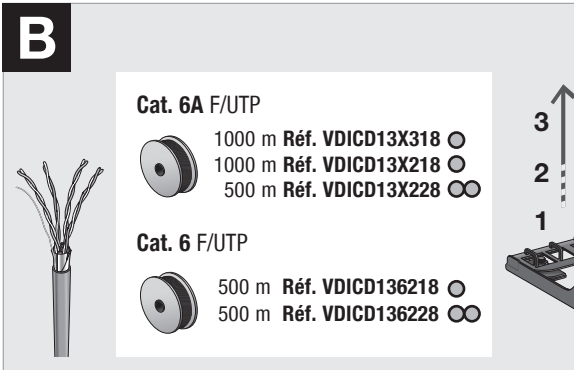 B
Cat. 6A F/UTP
1000 m Réf. VDICD13X318
1000 m Réf. VDICD13X218
500 m Réf. VDICD13X228
Cat. 6 F/UTP
500 m Réf. VDICD136218
500 m Réf. VDICD136228
3
2
1